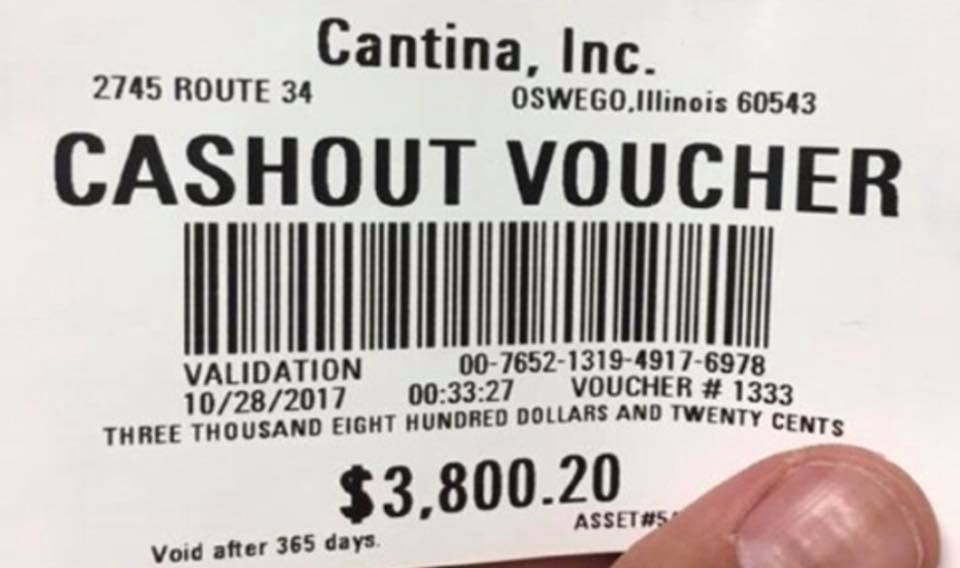 Cantina, Inc.
2745 ROUTE 34 OSWEGO,Illinois 60543
CASHOUT VOUCHER
VALIDATION 00-7652-1319-4917-6978
10/28/2017 00:33:27 VOUCHER # 1333
THREE THOUSAND EIGHT HUNDRED DOLLARS AND TWENTY CENTS
$3,800.20
ASSET#5
Void after 365 days.